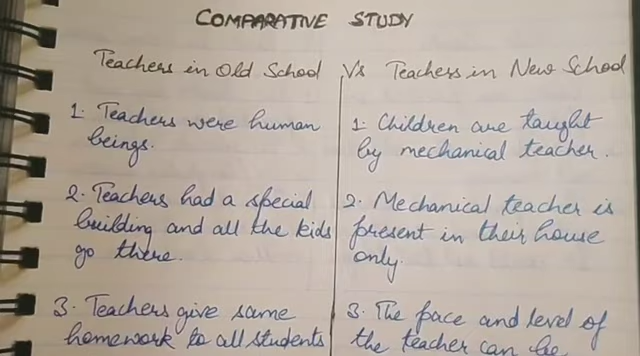 COMPARATIVE STUDY
Teachers in Old School Vs Teachers in New School
1. Teachers were human
beings.
2. Teachers had a special
building and all the kids
go there.
3. Teachers give same
homework to all students
1. Children are taught
by mechanical teacher.
2. Mechanical teacher is
present in their house
only.
3. The pace and level of
the teacher can be